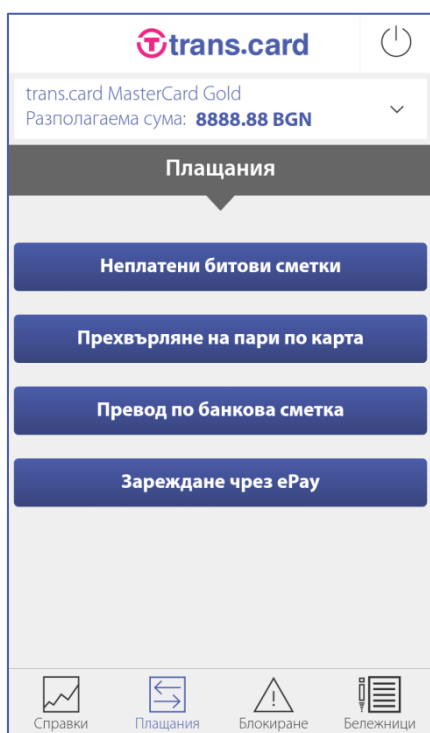 trans.card
trans.card MasterCard Gold
Разполагаема сума: 8888.88 BGN
Плащания
Неплатени битови сметки
Прехвърляне на пари по карта
Превод по банкова сметка
Зареждане чрез ePay
Справки Плащания Блокиране Бележници